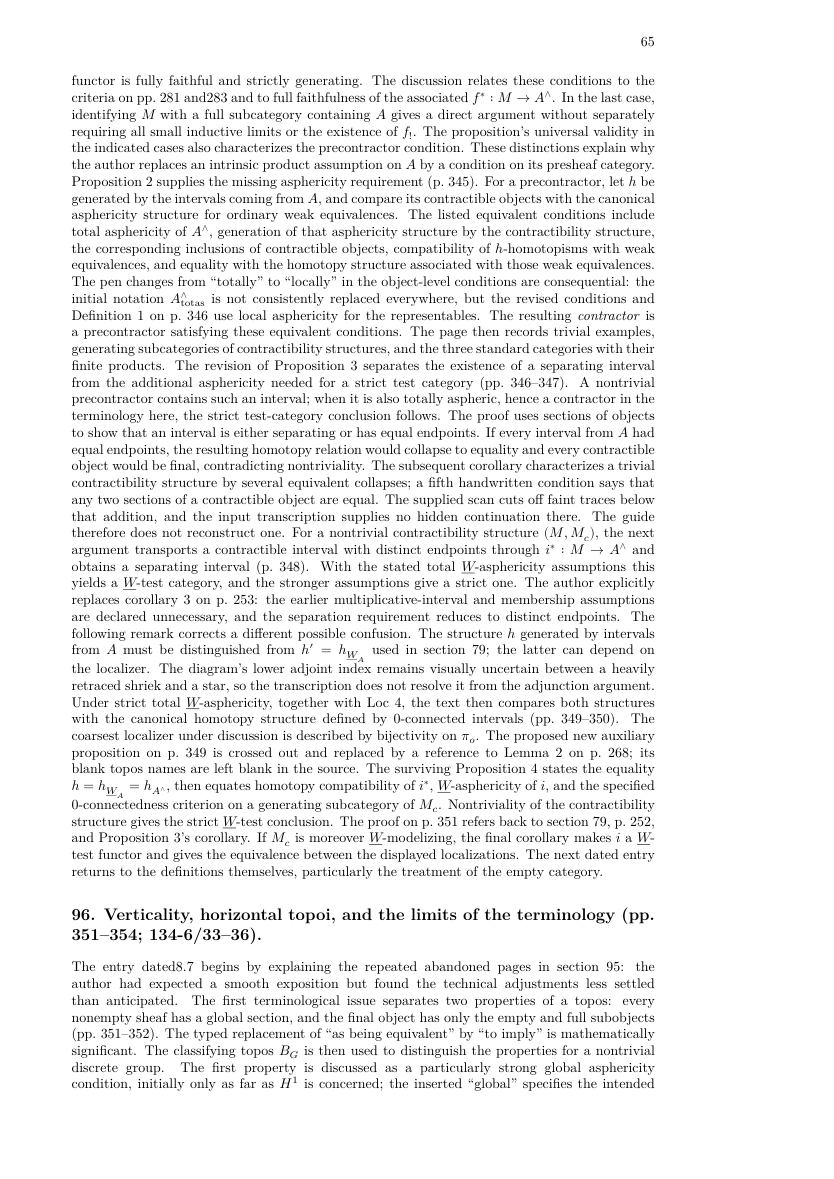 65
functor is fully faithful and strictly generating. The discussion relates these conditions to the
criteria on pp. 281 and283 and to full faithfulness of the associated f* : M → A^. In the last case,
identifying M with a full subcategory containing A gives a direct argument without separately
requiring all small inductive limits or the existence of f_!. The proposition's universal validity in
the indicated cases also characterizes the precontractor condition. These distinctions explain why
the author replaces an intrinsic product assumption on A by a condition on its presheaf category.
Proposition 2 supplies the missing asphericity requirement (p. 345). For a precontractor, let h be
generated by the intervals coming from A, and compare its contractible objects with the canonical
asphericity structure for ordinary weak equivalences. The listed equivalent conditions include
total asphericity of A^, generation of that asphericity structure by the contractibility structure,
the corresponding inclusions of contractible objects, compatibility of h-homotopisms with weak
equivalences, and equality with the homotopy structure associated with those weak equivalences.
The pen changes from “totally” to “locally” in the object-level conditions are consequential: the
initial notation A^_totas is not consistently replaced everywhere, but the revised conditions and
Definition 1 on p. 346 use local asphericity for the representables. The resulting contractor is
a precontractor satisfying these equivalent conditions. The page then records trivial examples,
generating subcategories of contractibility structures, and the three standard categories with their
finite products. The revision of Proposition 3 separates the existence of a separating interval
from the additional asphericity needed for a strict test category (pp. 346–347). A nontrivial
precontractor contains such an interval; when it is also totally aspheric, hence a contractor in the
terminology here, the strict test-category conclusion follows. The proof uses sections of objects
to show that an interval is either separating or has equal endpoints. If every interval from A had
equal endpoints, the resulting homotopy relation would collapse to equality and every contractible
object would be final, contradicting nontriviality. The subsequent corollary characterizes a trivial
contractibility structure by several equivalent collapses; a fifth handwritten condition says that
any two sections of a contractible object are equal. The supplied scan cuts off faint traces below
that addition, and the input transcription supplies no hidden continuation there. The guide
therefore does not reconstruct one. For a nontrivial contractibility structure (M, M_c), the next
argument transports a contractible interval with distinct endpoints through i* : M → A^ and
obtains a separating interval (p. 348). With the stated total W-asphericity assumptions this
yields a W-test category, and the stronger assumptions give a strict one. The author explicitly
replaces corollary 3 on p. 253: the earlier multiplicative-interval and membership assumptions
are declared unnecessary, and the separation requirement reduces to distinct endpoints. The
following remark corrects a different possible confusion. The structure h generated by intervals
from A must be distinguished from h′ = h_{W_A} used in section 79; the latter can depend on
the localizer. The diagram's lower adjoint index remains visually uncertain between a heavily
retraced shriek and a star, so the transcription does not resolve it from the adjunction argument.
Under strict total W-asphericity, together with Loc 4, the text then compares both structures
with the canonical homotopy structure defined by 0-connected intervals (pp. 349–350). The
coarsest localizer under discussion is described by bijectivity on π_o. The proposed new auxiliary
proposition on p. 349 is crossed out and replaced by a reference to Lemma 2 on p. 268; its
blank topos names are left blank in the source. The surviving Proposition 4 states the equality
h = h_{W_A} = h_{A^}, then equates homotopy compatibility of i*, W-asphericity of i, and the specified
0-connectedness criterion on a generating subcategory of M_c. Nontriviality of the contractibility
structure gives the strict W-test conclusion. The proof on p. 351 refers back to section 79, p. 252,
and Proposition 3's corollary. If M_c is moreover W-modelizing, the final corollary makes i a W-
test functor and gives the equivalence between the displayed localizations. The next dated entry
returns to the definitions themselves, particularly the treatment of the empty category.
96. Verticality, horizontal topoi, and the limits of the terminology (pp.
351–354; 134-6/33–36).
The entry dated8.7 begins by explaining the repeated abandoned pages in section 95: the
author had expected a smooth exposition but found the technical adjustments less settled
than anticipated. The first terminological issue separates two properties of a topos: every
nonempty sheaf has a global section, and the final object has only the empty and full subobjects
(pp. 351–352). The typed replacement of “as being equivalent” by “to imply” is mathematically
significant. The classifying topos B_G is then used to distinguish the properties for a nontrivial
discrete group. The first property is discussed as a particularly strong global asphericity
condition, initially only as far as H^1 is concerned; the inserted “global” specifies the intended